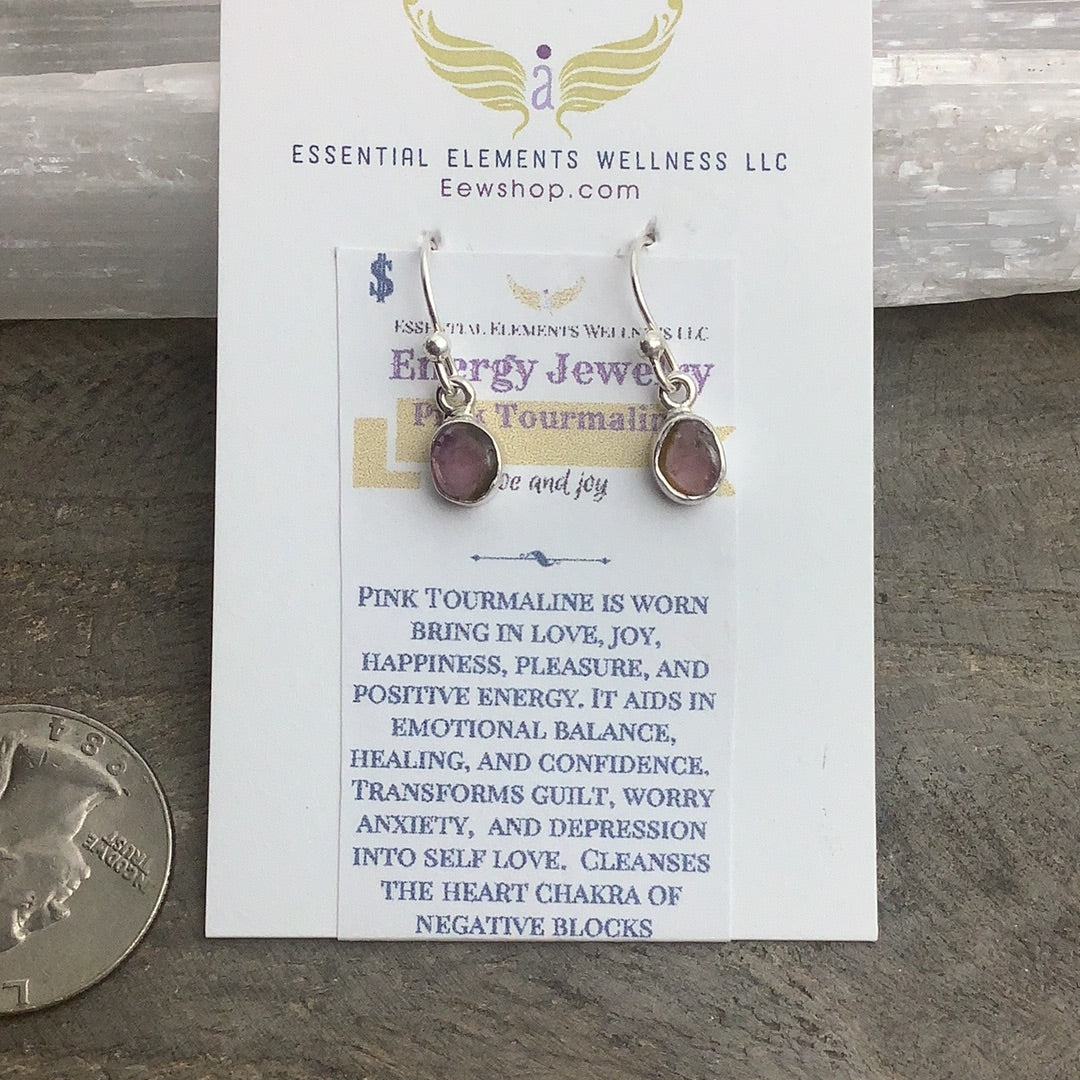 a
ESSENTIAL ELEMENTS WELLNESS LLC
Eewshop.com
$
ESSENTIAL ELEMENTS WELLNESS LLC
Energy Jewelry
Pink Tourmaline
and joy
PINK TOURMALINE IS WORN
BRING IN LOVE, JOY,
HAPPINESS, PLEASURE, AND
POSITIVE ENERGY. IT AIDS IN
EMOTIONAL BALANCE,
HEALING, AND CONFIDENCE.
TRANSFORMS GUILT, WORRY
ANXIETY, AND DEPRESSION
INTO SELF LOVE. CLEANSES
THE HEART CHAKRA OF
NEGATIVE BLOCKS
TRUST
L